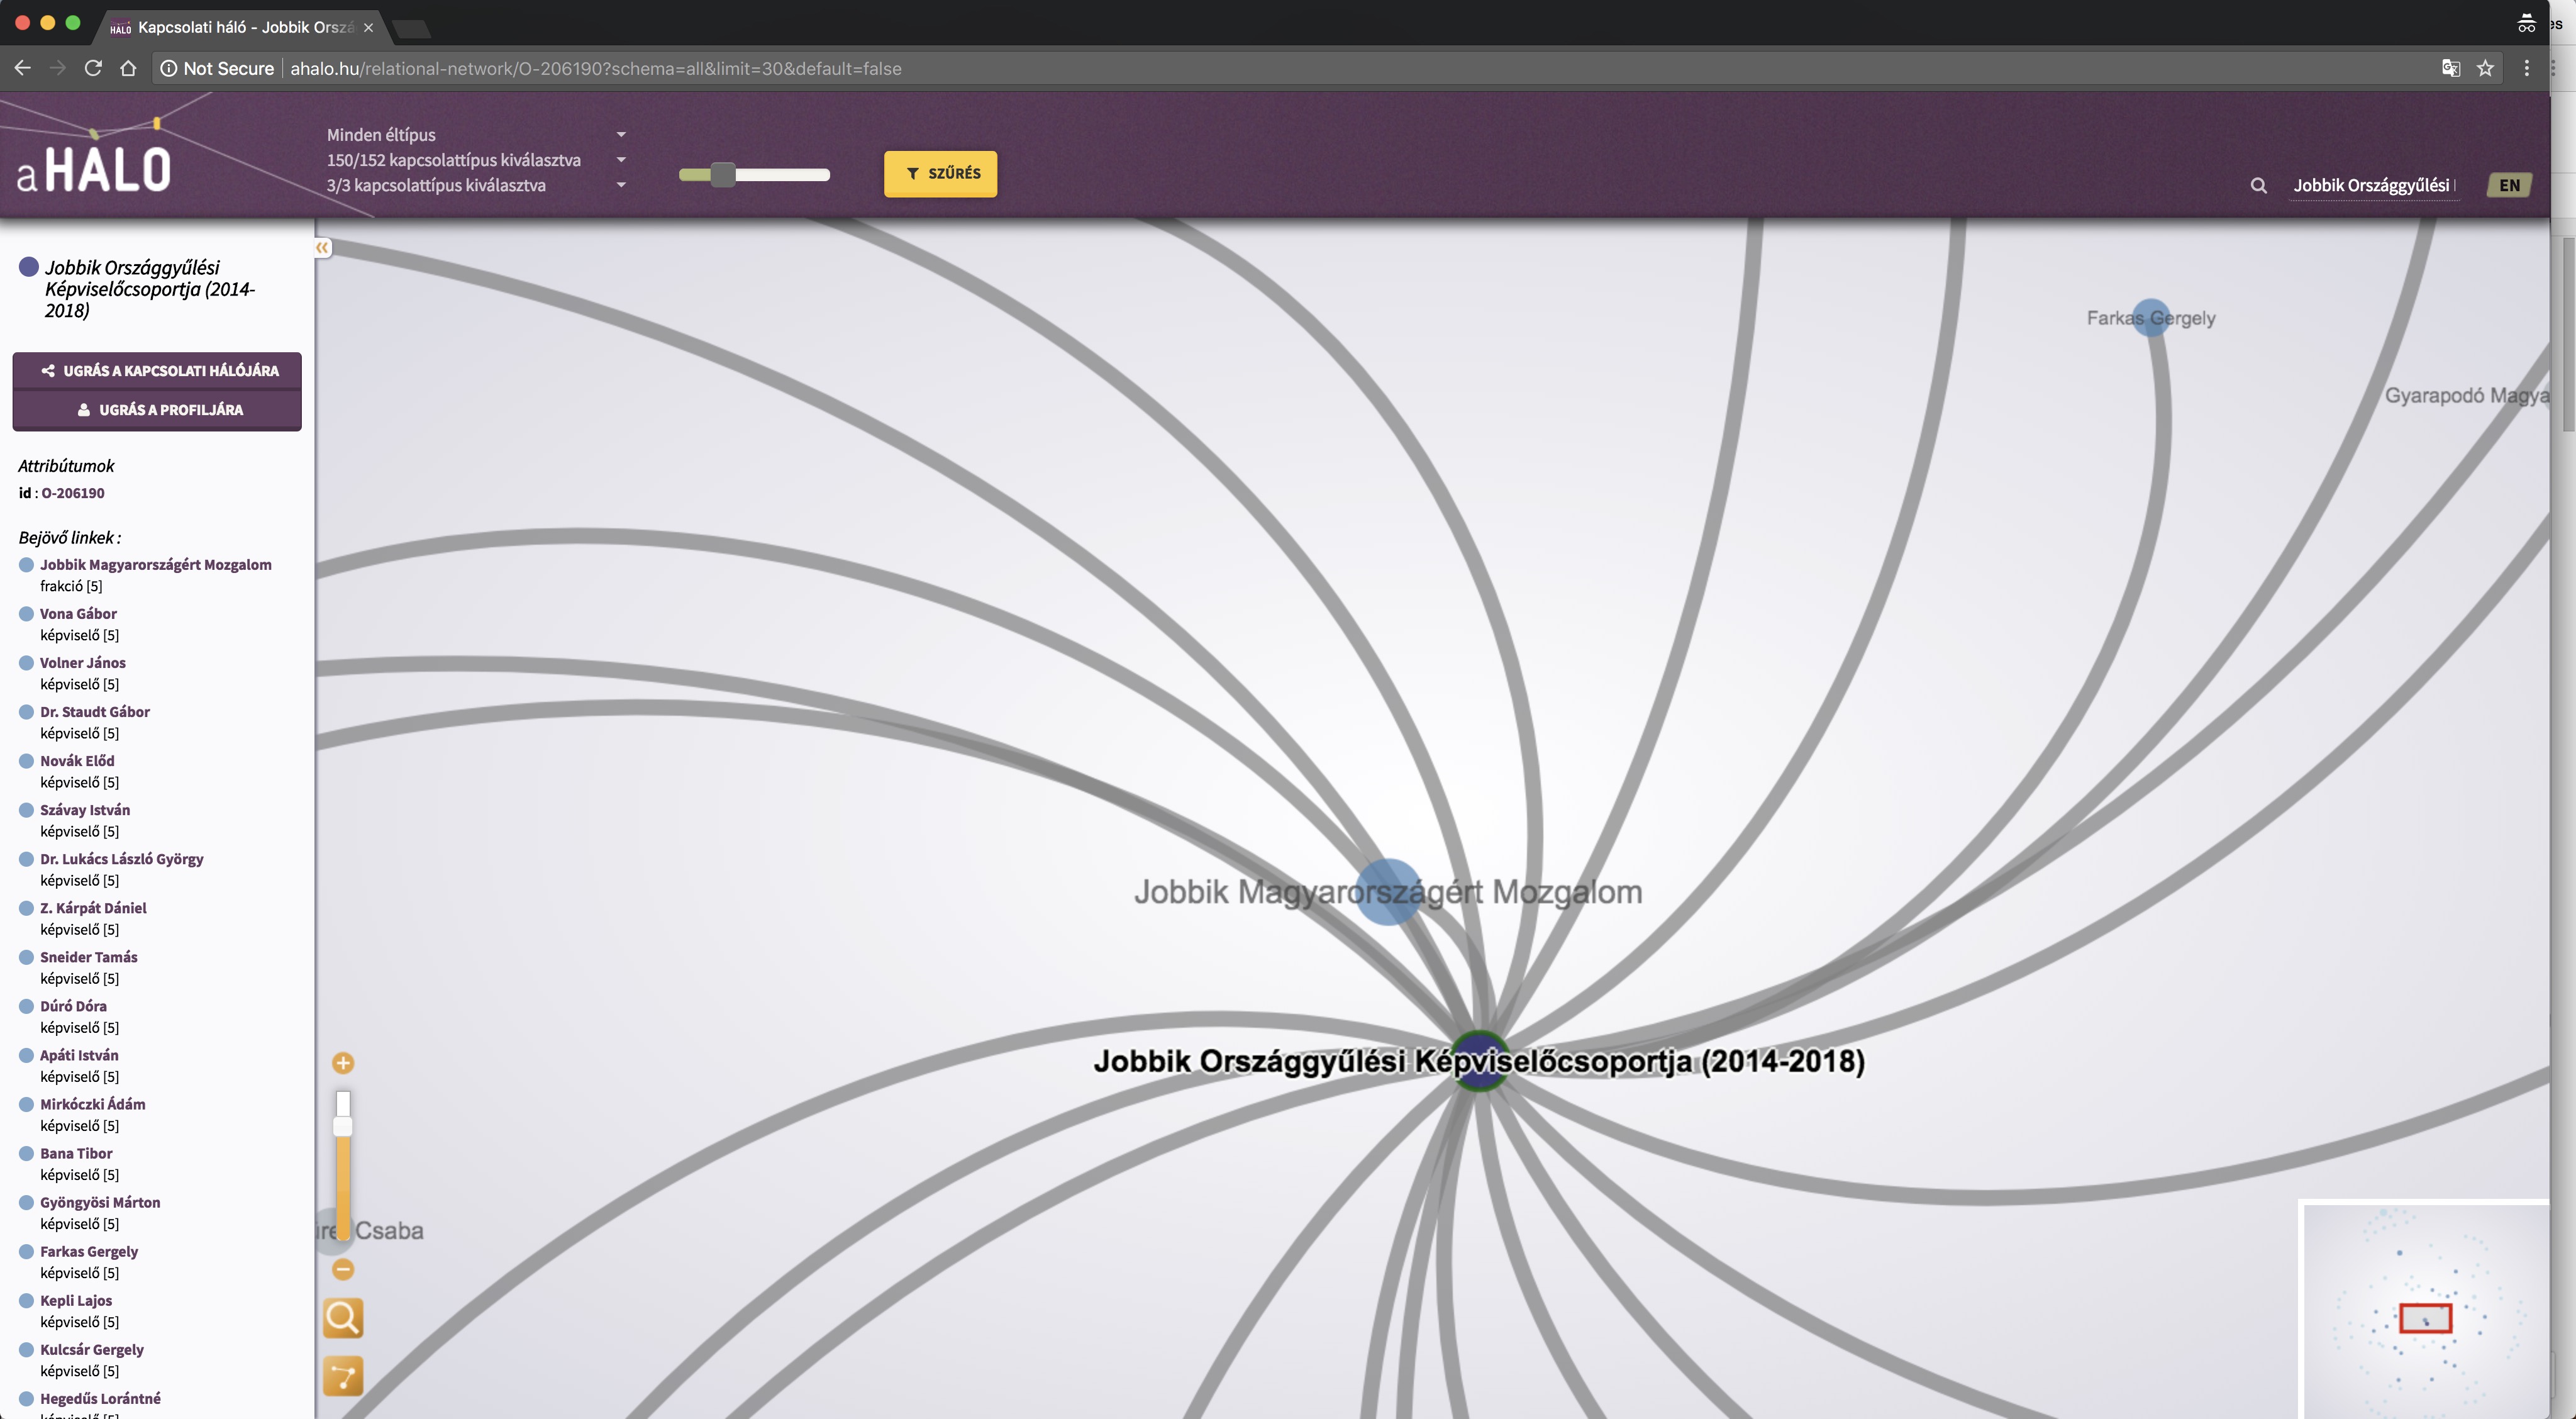 Kapcsolati háló - Jobbik Orszá
Not Secure
ahalo.hu/relational-network/O-206190?schema=all&limit=30&default=false
aHALO
Minden éltípus
150/152 kapcsolattípus kiválasztva
3/3 kapcsolattípus kiválasztva
SZŰRÉS
Jobbik Országgyűlési
EN
Jobbik Országgyűlési
Képviselőcsoportja (2014-
2018)
UGRÁS A KAPCSOLATI HÁLÓJÁRA
UGRÁS A PROFILJÁRA
Attribútumok
id : O-206190
Bejövő linkek :
Jobbik Magyarországért Mozgalom
frakció [5]
Vona Gábor
képviselő [5]
Volner János
képviselő [5]
Dr. Staudt Gábor
képviselő [5]
Novák Előd
képviselő [5]
Szávay István
képviselő [5]
Dr. Lukács László György
képviselő [5]
Z. Kárpát Dániel
képviselő [5]
Sneider Tamás
képviselő [5]
Dúró Dóra
képviselő [5]
Apáti István
képviselő [5]
Mirkóczki Ádám
képviselő [5]
Bana Tibor
képviselő [5]
Gyöngyösi Márton
képviselő [5]
Farkas Gergely
képviselő [5]
Kepli Lajos
képviselő [5]
Kulcsár Gergely
képviselő [5]
Hegedűs Lorántné
Farkas Gergely
Gyarapodó Magya
Jobbik Magyarországért Mozgalom
Jobbik Országgyűlési Képviselőcsoportja (2014-2018)
Csaba